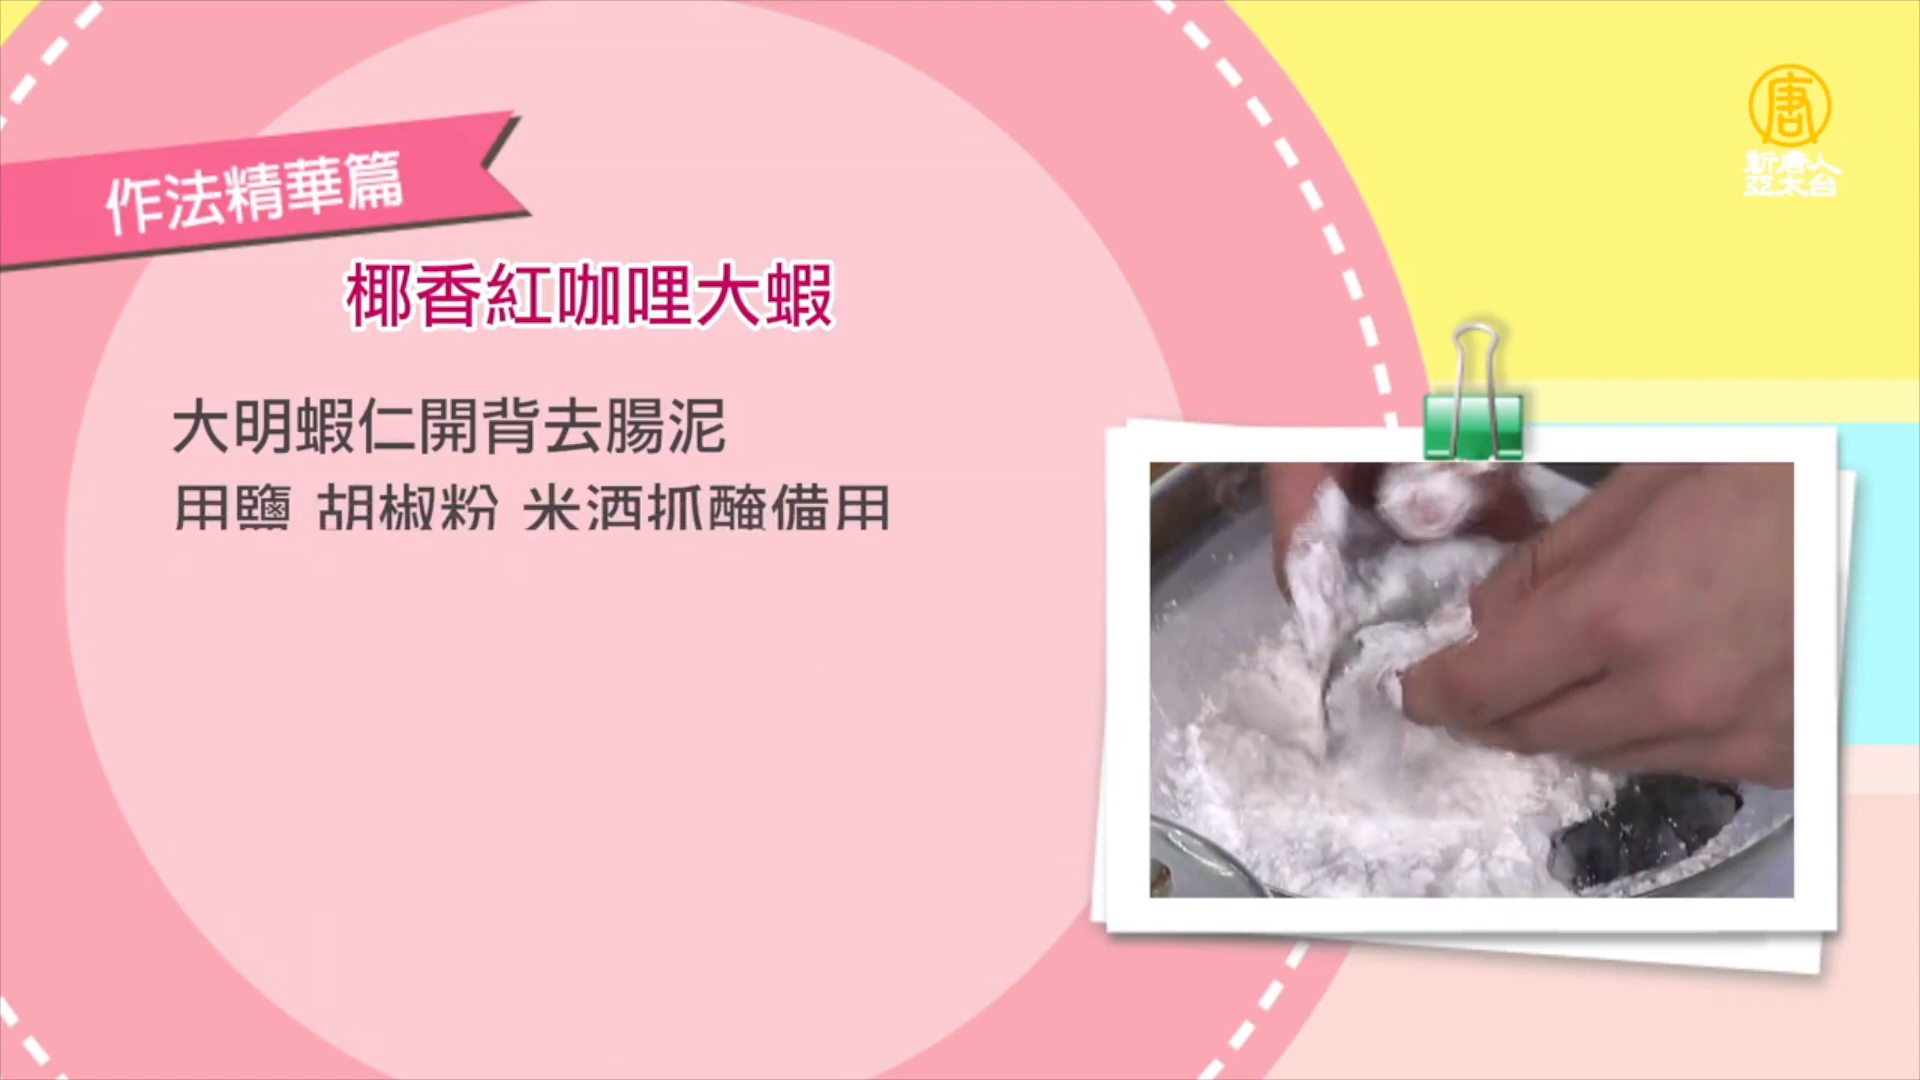 作法精華篇
椰香紅咖哩大蝦
大明蝦仁開背去腸泥
用鹽 胡椒粉 米酒抓醃備用
唐
新唐人
亞太台